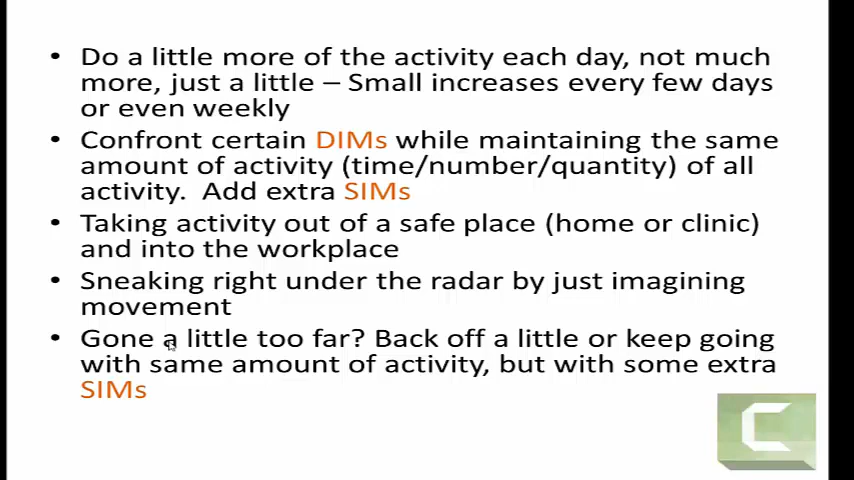 • Do a little more of the activity each day, not much
more, just a little – Small increases every few days
or even weekly
• Confront certain DIMs while maintaining the same
amount of activity (time/number/quantity) of all
activity. Add extra SIMs
• Taking activity out of a safe place (home or clinic)
and into the workplace
• Sneaking right under the radar by just imagining
movement
• Gone a little too far? Back off a little or keep going
with same amount of activity, but with some extra
SIMs
C